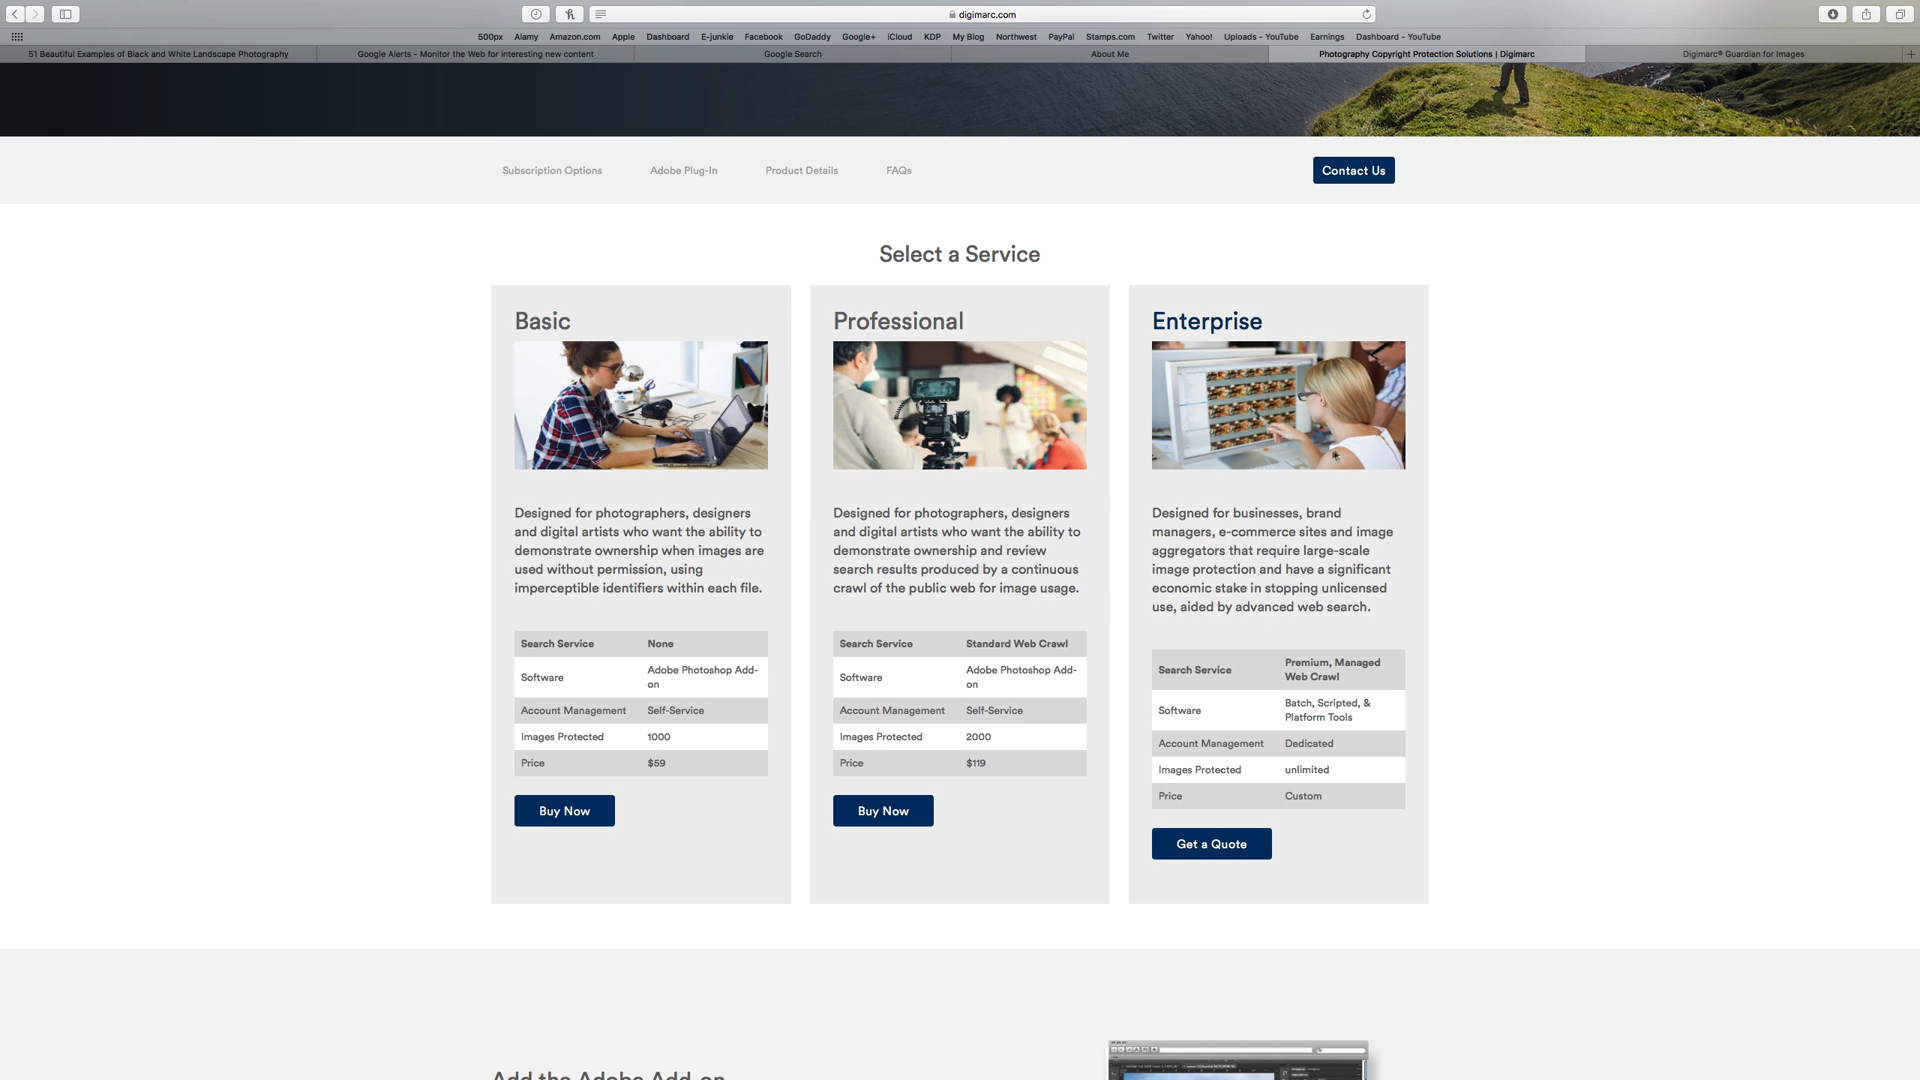 digimarc.com
500px Alamy Amazon.com Apple Dashboard E-junkie Facebook GoDaddy Google+ iCloud KDP My Blog Northwest PayPal Stamps.com Twitter Yahoo! Uploads - YouTube Earnings Dashboard - YouTube
51 Beautiful Examples of Black and White Landscape Photography Google Alerts - Monitor the Web for interesting new content Google Search About Me Photography Copyright Protection Solutions | Digimarc Digimarc® Guardian for Images
Subscription Options Adobe Plug-In Product Details FAQs Contact Us
Select a Service
Basic
Designed for photographers, designers
and digital artists who want the ability to
demonstrate ownership when images are
used without permission, using
imperceptible identifiers within each file.
Search Service None
Software Adobe Photoshop Add-
on
Account Management Self-Service
Images Protected 1000
Price $59
Buy Now
Professional
Designed for photographers, designers
and digital artists who want the ability to
demonstrate ownership and review
search results produced by a continuous
crawl of the public web for image usage.
Search Service Standard Web Crawl
Software Adobe Photoshop Add-
on
Account Management Self-Service
Images Protected 2000
Price $119
Buy Now
Enterprise
Designed for businesses, brand
managers, e-commerce sites and image
aggregators that require large-scale
image protection and have a significant
economic stake in stopping unlicensed
use, aided by advanced web search.
Search Service Premium, Managed
Web Crawl
Software Batch, Scripted, &
Platform Tools
Account Management Dedicated
Images Protected unlimited
Price Custom
Get a Quote
Add the Adobe Add-on